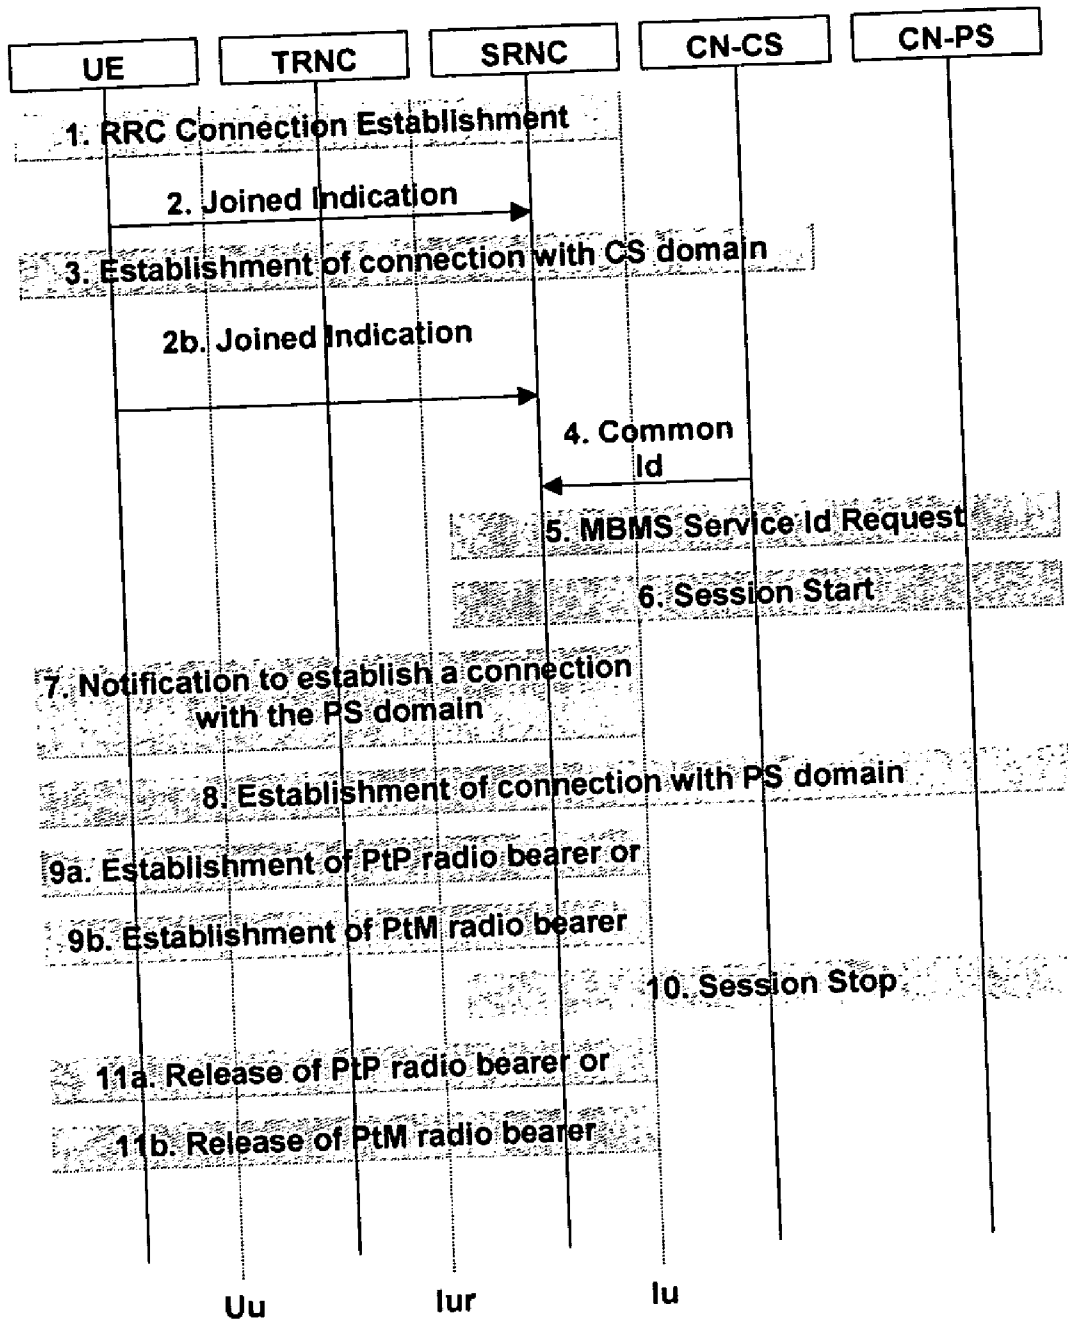 UE
TRNC
SRNC
CN-CS
CN-PS
1. RRC Connection Establishment
2. Joined Indication
3. Establishment of connection with CS domain
2b. Joined Indication
4. Common
Id
5. MBMS Service Id Request
6. Session Start
7. Notification to establish a connection
with the PS domain
8. Establishment of connection with PS domain
9a. Establishment of PtP radio bearer or
9b. Establishment of PtM radio bearer
10. Session Stop
11a. Release of PtP radio bearer or
11b. Release of PtM radio bearer
Uu
Iur
Iu